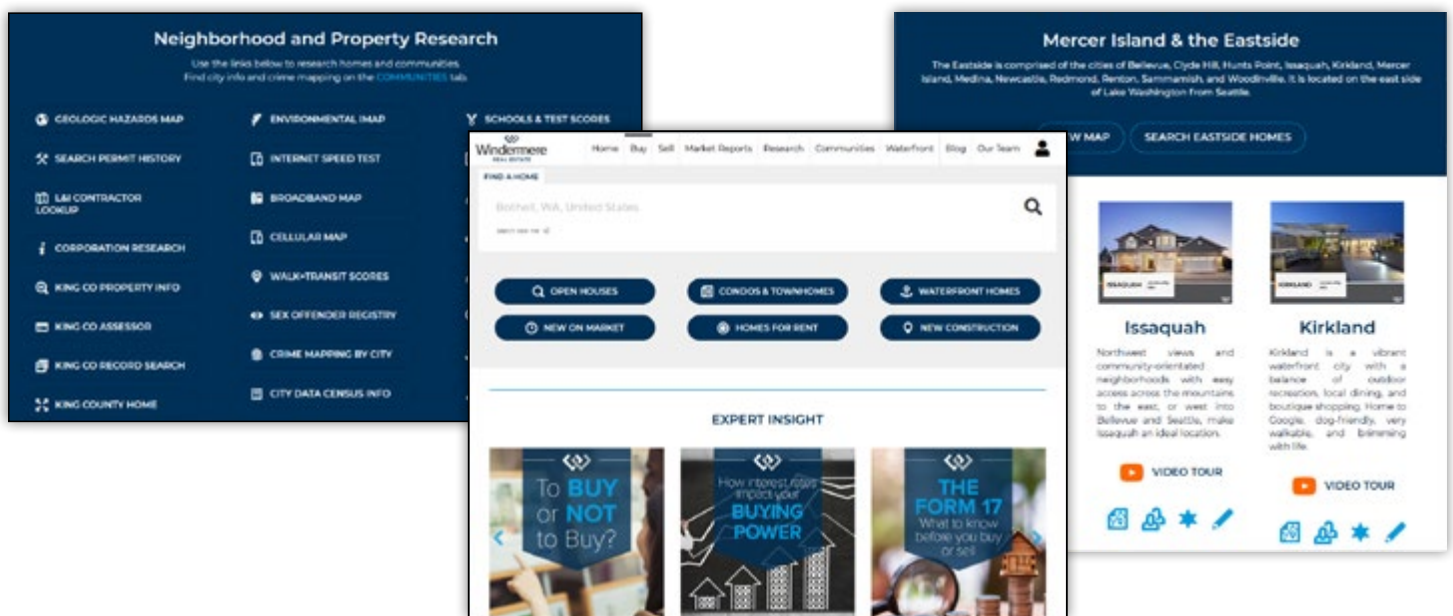 Neighborhood and Property Research
Use the links below to research homes and communities.
Find city info and crime mapping on the COMMUNITIES tab.
GEOLOGIC HAZARDS MAP
SEARCH PERMIT HISTORY
L&I CONTRACTOR
LOOKUP
CORPORATION RESEARCH
KING CO PROPERTY INFO
KING CO ASSESSOR
KING CO RECORD SEARCH
KING COUNTY HOME
ENVIRONMENTAL IMAP
INTERNET SPEED TEST
BROADBAND MAP
CELLULAR MAP
WALK+TRANSIT SCORES
SEX OFFENDER REGISTRY
CRIME MAPPING BY CITY
CITY DATA CENSUS INFO
SCHOOLS & TEST SCORES
Windermere
REAL ESTATE
Home Buy Sell Market Reports Research Communities Waterfront Blog Our Team
FIND A HOME
Bothell, WA, United States
OPEN HOUSES
CONDOS & TOWNHOMES
WATERFRONT HOMES
NEW ON MARKET
HOMES FOR RENT
NEW CONSTRUCTION
EXPERT INSIGHT
To BUY
or NOT
to Buy?
How interest rates
impact your
BUYING
POWER
THE
FORM 17
What to know
before you buy
or sell
Mercer Island & the Eastside
The Eastside is comprised of the cities of Bellevue, Clyde Hill, Hunts Point, Issaquah, Kirkland, Mercer
Island, Medina, Newcastle, Redmond, Renton, Sammamish, and Woodinville. It is located on the east side
of Lake Washington from Seattle.
W MAP
SEARCH EASTSIDE HOMES
ISSAQUAH
KIRKLAND
Issaquah
Northwest views and
community-orientated
neighborhoods with easy
access across the mountains
to the east, or west into
Bellevue and Seattle, make
Issaquah an ideal location.
VIDEO TOUR
Kirkland
Kirkland is a vibrant
waterfront city with a
balance of outdoor
recreation, local dining, and
boutique shopping. Home to
Google, dog-friendly, very
walkable, and brimming
with life.
VIDEO TOUR